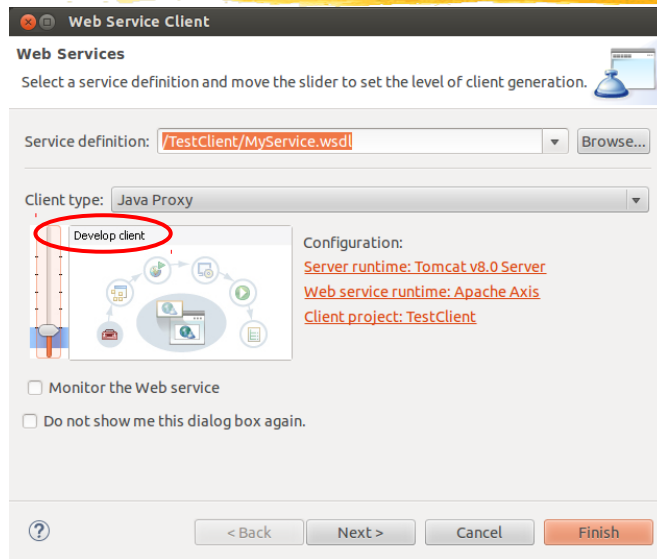 Web Service Client
Web Services
Select a service definition and move the slider to set the level of client generation.
Service definition: /TestClient/MyService.wsdl Browse...
Client type: Java Proxy
Develop client
Configuration:
Server runtime: Tomcat v8.0 Server
Web service runtime: Apache Axis
Client project: TestClient
Monitor the Web service
Do not show me this dialog box again.
? < Back Next > Cancel Finish